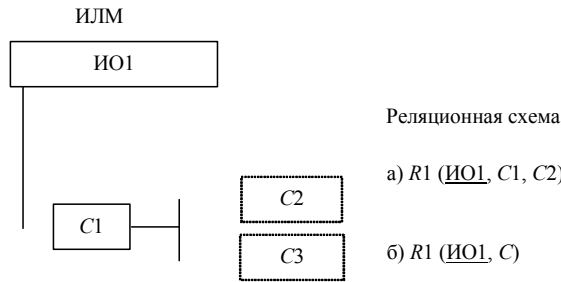 ИЛМ
ИО1
Реляционная схема
а) R1 (ИО1, C1, C2)
C2
C1
C3
б) R1 (ИО1, C)